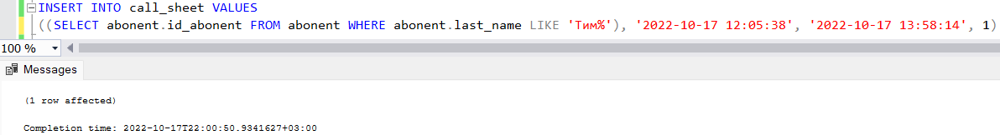 INSERT INTO call_sheet VALUES
((SELECT abonent.id_abonent FROM abonent WHERE abonent.last_name LIKE 'Тим%'), '2022-10-17 12:05:38', '2022-10-17 13:58:14', 1)
100 %
Messages
(1 row affected)
Completion time: 2022-10-17T22:00:50.9341627+03:00